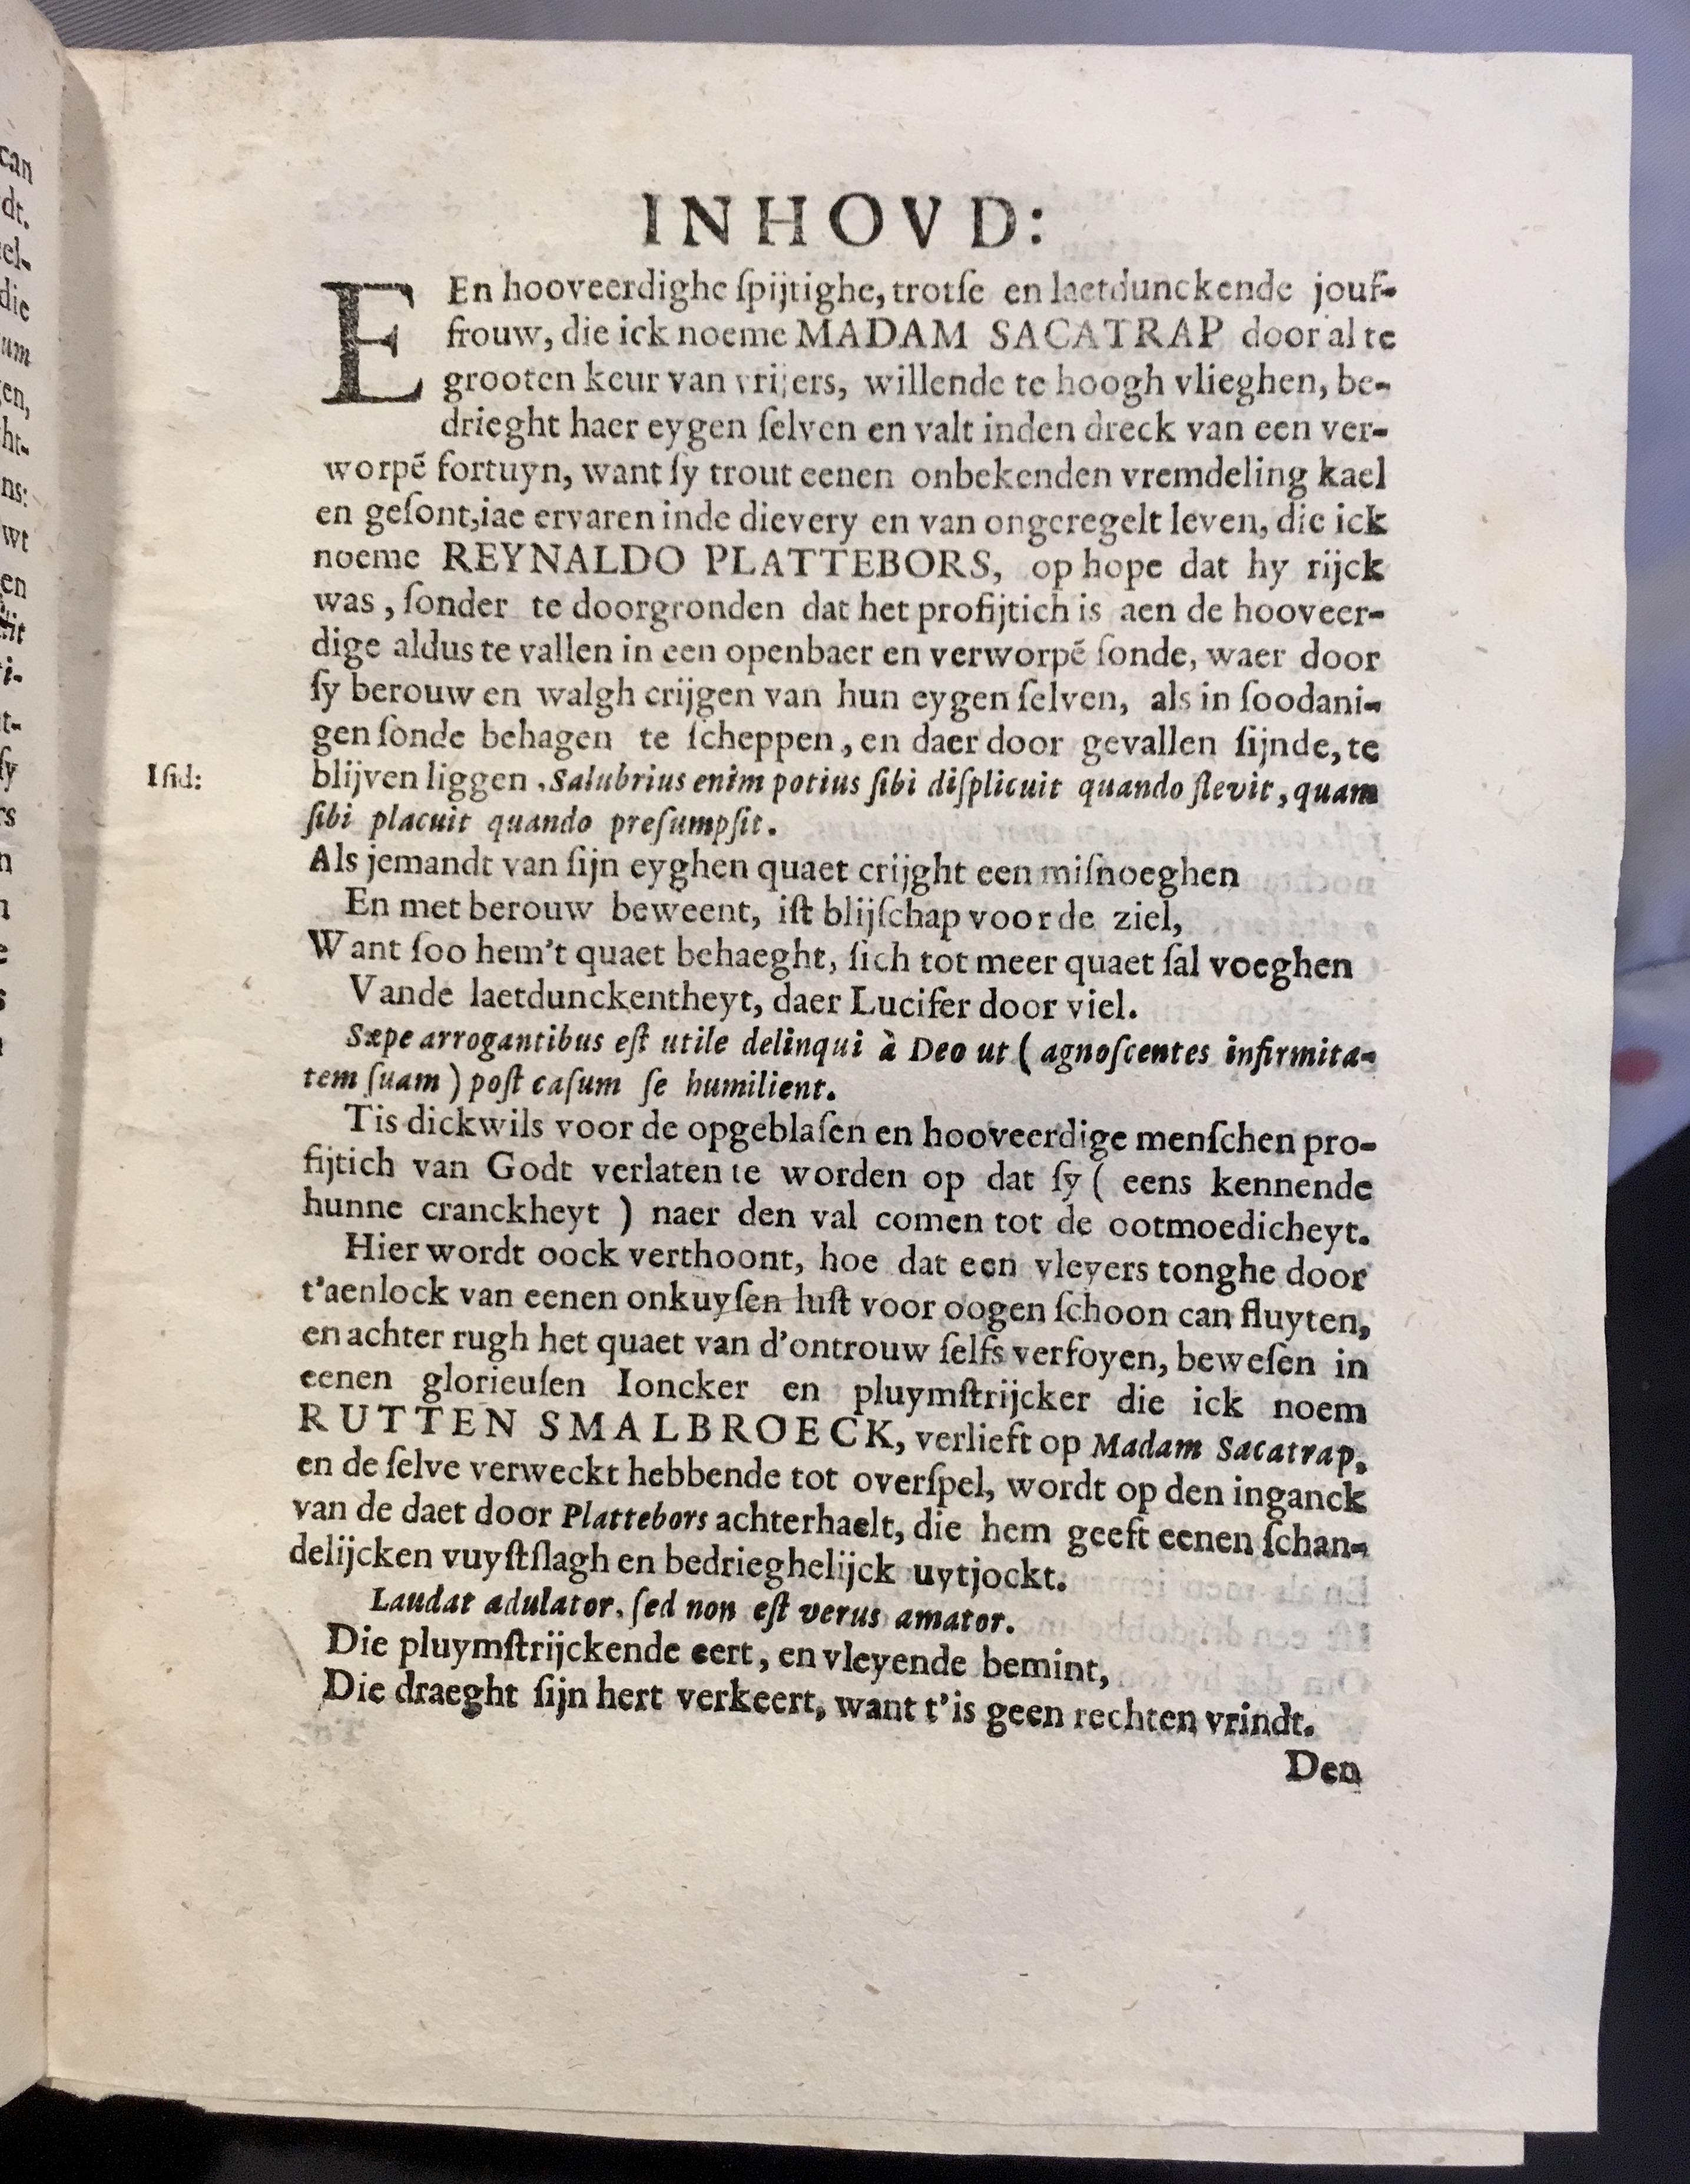 INHOVD:
EEn hooveerdighe ſpijtighe, trotſe en laetdunckende jouf-
frouw, die ick noeme MADAM SACATRAP door al te
grooten keur van vrijers, willende te hoogh vlieghen, be-
drieght haer eygen ſelven en valt inden dreck van een ver-
worpẽ fortuyn, want ſy trout eenen onbekenden vremdeling kael
en geſont, iae ervaren inde dievery en van ongeregelt leven, die ick
noeme REYNALDO PLATTEBORS, op hope dat hy rijck
was, ſonder te doorgronden dat het profijtich is aen de hooveer-
dige aldus te vallen in een openbaer en verworpẽ ſonde, waer door
ſy berouw en walgh crijgen van hun eygen ſelven, als in ſoodani-
gen ſonde behagen te ſcheppen, en daer door gevallen ſijnde, te
Iſid: blijven liggen. Salubrius enim potius ſibi diſplicuit quando flevit, quam
ſibi placuit quando preſumpſit.
Als jemandt van ſijn eyghen quaet crijght een miſnoeghen
En met berouw beweent, iſt blijſchap voor de ziel,
Want ſoo hem't quaet behaeght, ſich tot meer quaet ſal voeghen
Vande laetdunckentheyt, daer Lucifer door viel.
Sæpe arrogantibus eſt utile delinqui à Deo ut ( agnoſcentes infirmita-
tem ſuam ) poſt caſum ſe humilient.
Tis dickwils voor de opgeblaſen en hooveerdige menſchen pro-
fijtich van Godt verlaten te worden op dat ſy ( eens kennende
hunne cranckheyt ) naer den val comen tot de ootmoedicheyt.
Hier wordt oock verthoont, hoe dat een vleyers tonghe door
t'aenlock van eenen onkuyſen luſt voor oogen ſchoon can fluyten,
en achter rugh het quaet van d'ontrouw ſelfs verfoyen, beweſen in
eenen glorieuſen Ioncker en pluymſtrijcker die ick noem
RUTTEN SMALBROECK, verlieft op Madam Sacatrap,
en de ſelve verweckt hebbende tot overſpel, wordt op den inganck
van de daet door Plattebors achterhaelt, die hem geeft eenen ſchan-
delijcken vuyſtſlagh en bedrieghelijck uytjockt.
Laudat adulator, ſed non eſt verus amator.
Die pluymſtrijckende eert, en vleyende bemint,
Die draeght ſijn hert verkeert, want t'is geen rechten vrindt.
Den